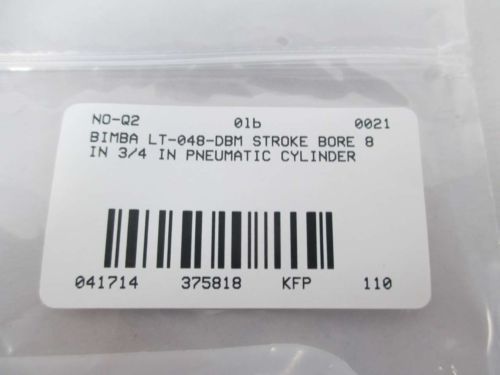 NO-Q2 01b 0021
BIMBA LT-048-DBM STROKE BORE 8
IN 3/4 IN PNEUMATIC CYLINDER
041714 375818 KFP 110